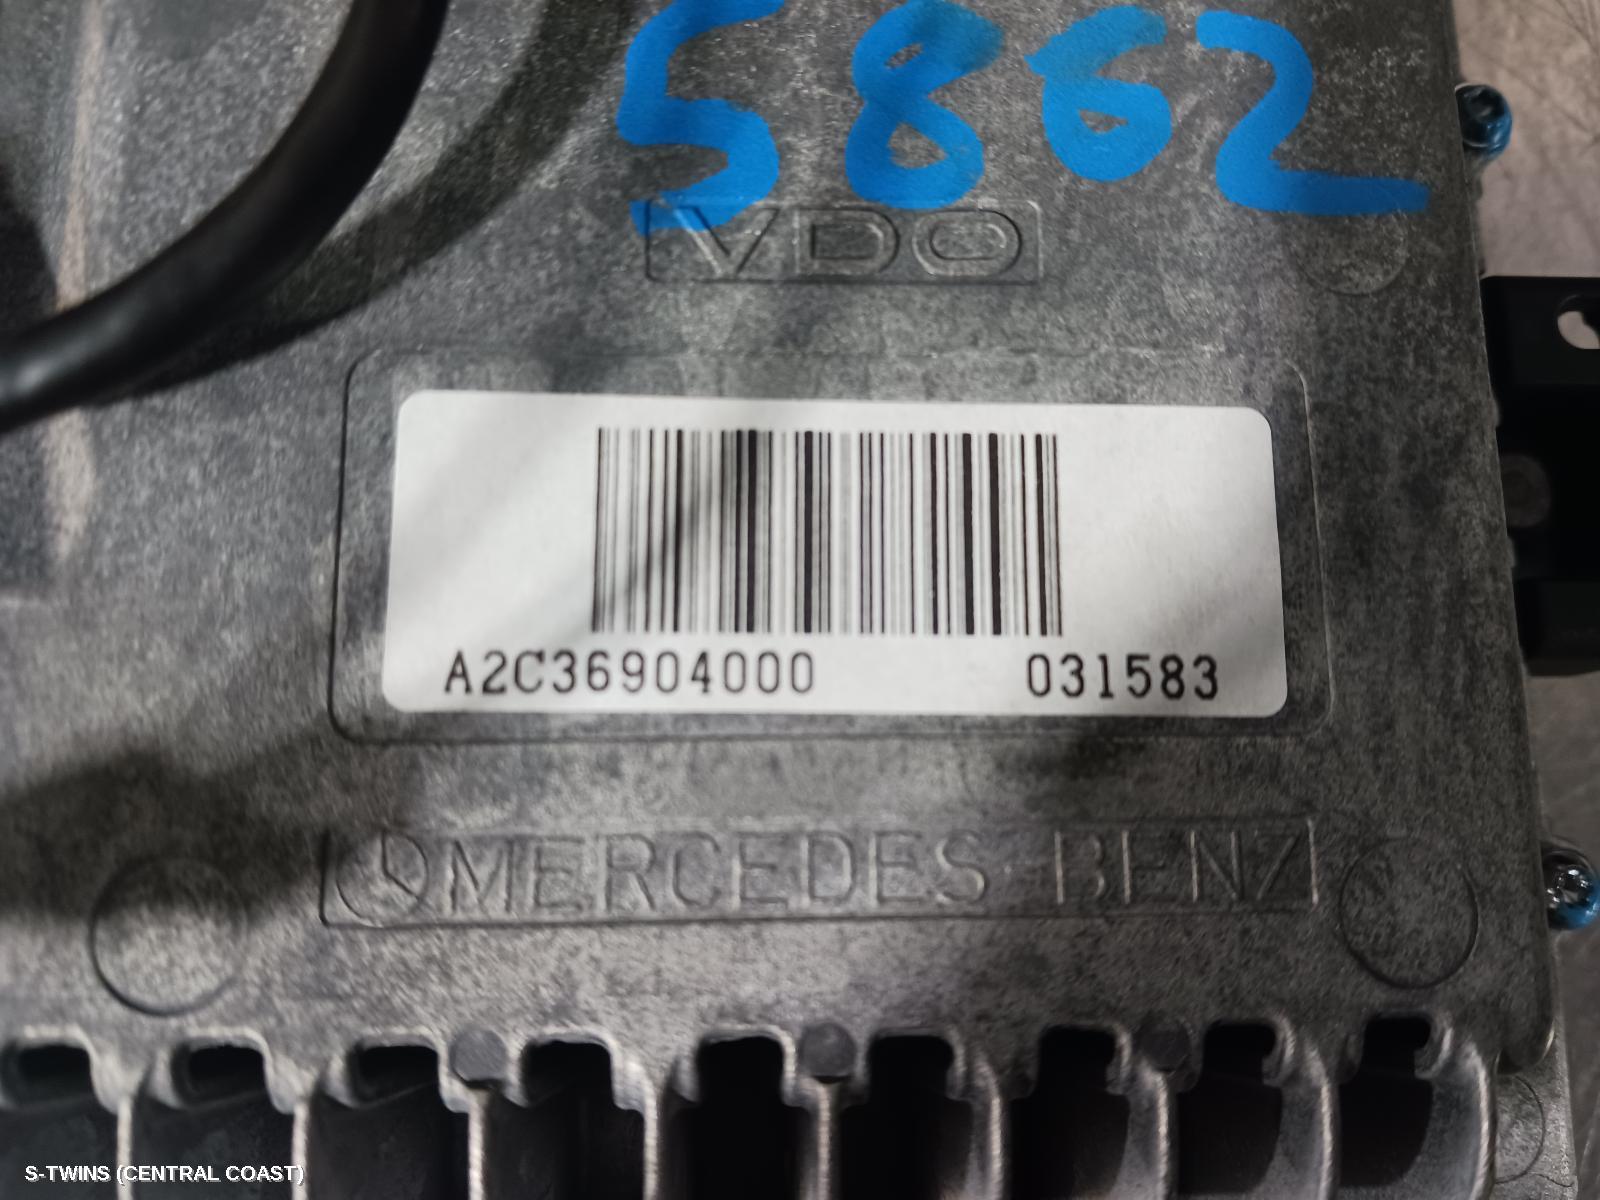 5862
VDO
A2C36904000 031583
MERCEDES-BENZ
S-TWINS (CENTRAL COAST)